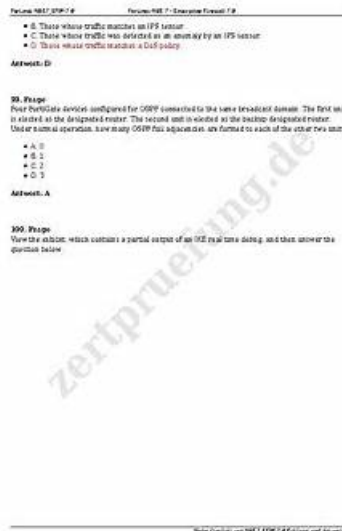 Fortinet NSE7_EFW-7.0
Fortinet NSE 7 - Enterprise Firewall 7.0
B. Those whose traffic matches an IPS sensor
C. Those whose traffic was detected as an anomaly by an IPS sensor
D. Those whose traffic matches a DoS policy
Antwort: D
99. Frage
Four FortiGate devices configured for OSPF connected to the same broadcast domain. The first unit
is elected as the designated router. The second unit is elected as the backup designated router.
Under normal operation, how many OSPF full adjacencies are formed to each of the other two units
A. 0
B. 1
C. 2
D. 3
Antwort: A
100. Frage
View the exhibit, which contains a partial output of an IKE real time debug, and then answer the
question below
zertpruefung.de